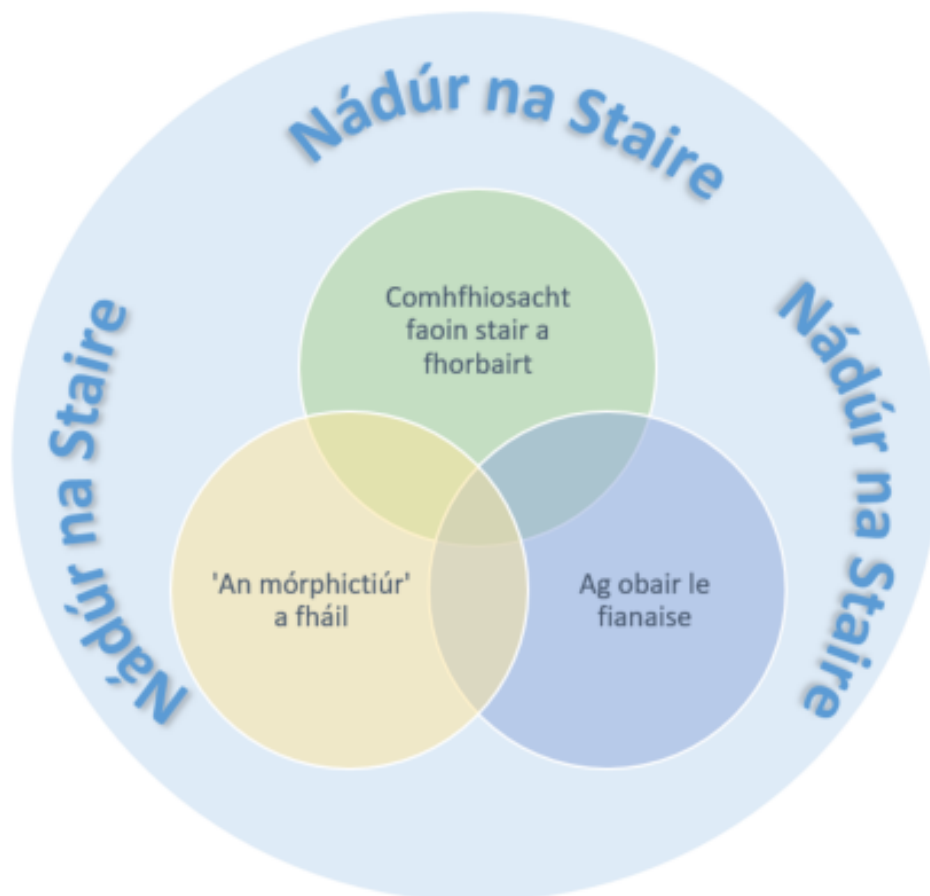 Nádúr na Staire
Comhfhiosacht
faoin stair a
fhorbairt
Nádúr na Staire
Nádúr na Staire
'An mórphictiúr'
a fháil
Ag obair le
fianaise